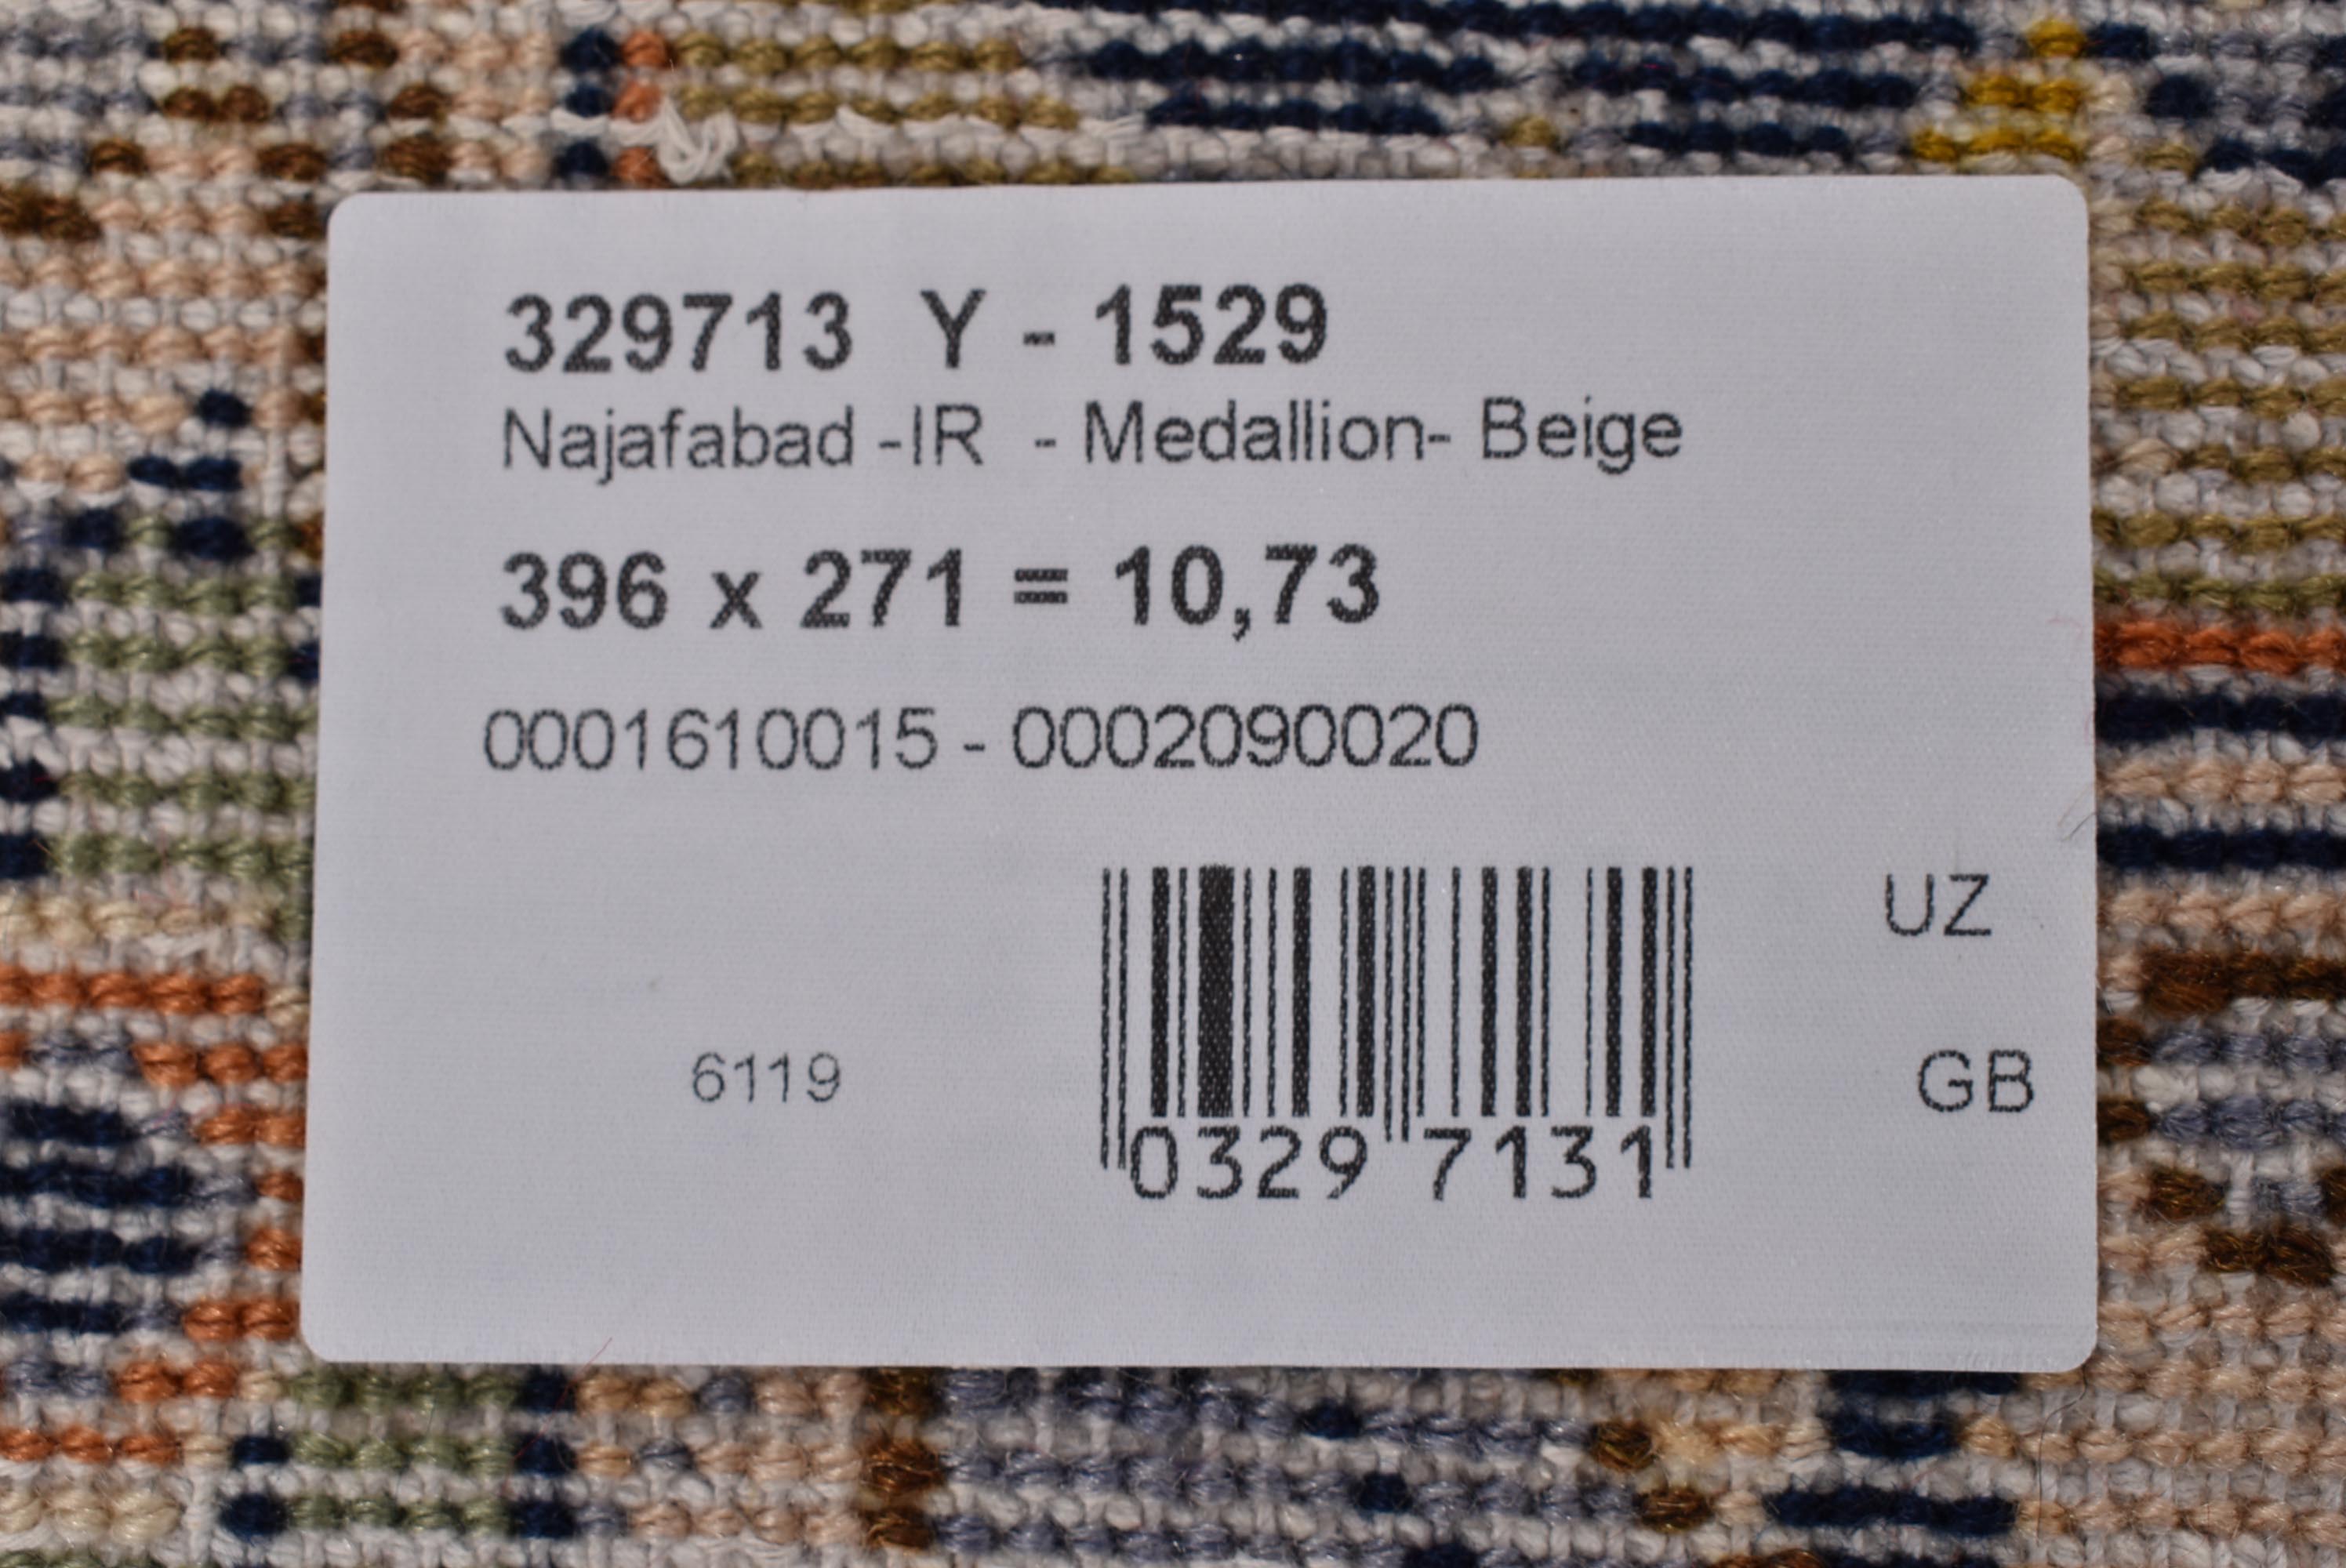 329713 Y - 1529
Najafabad -IR - Medallion- Beige
396 x 271 = 10,73
0001610015 - 0002090020
UZ
6119
GB
0329 7131